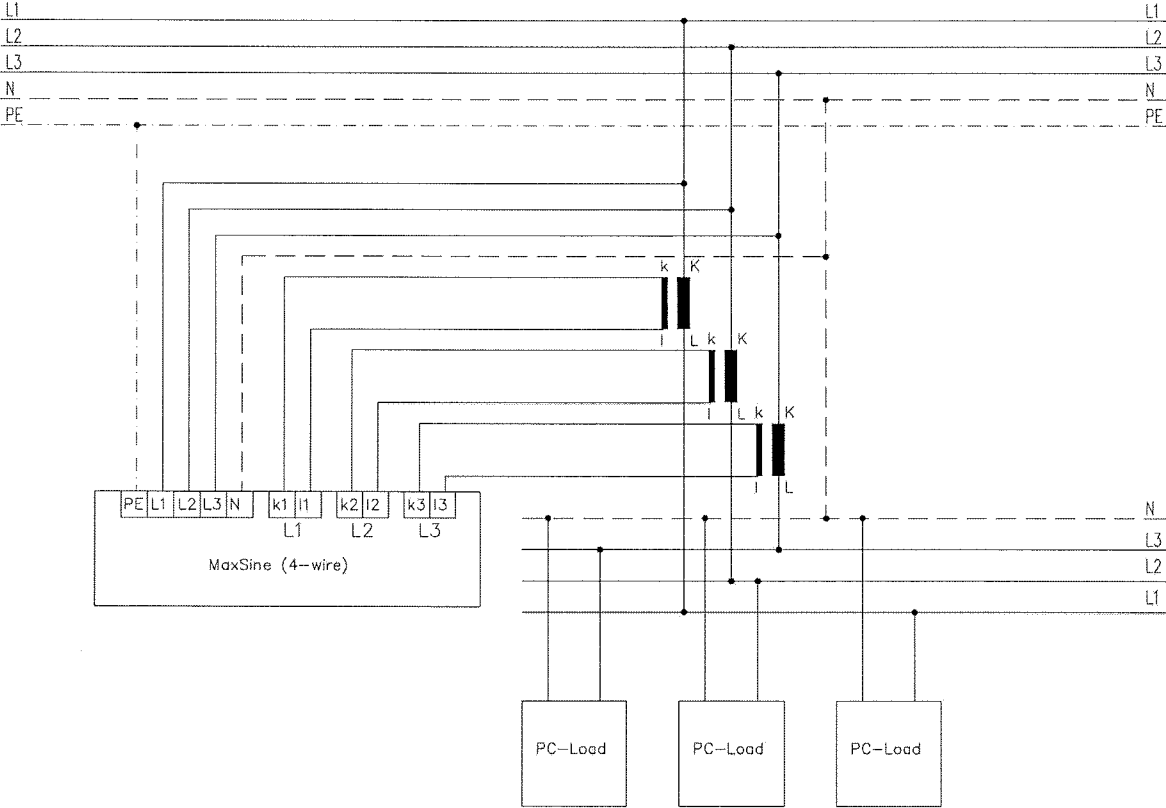 L1 L1
L2 L2
L3 L3
N N
PE PE
k K
l L k K
l L k K
l L
PE L1 L2 L3 N k1 l1 k2 l2 k3 l3
L1 L2 L3
MaxSine (4-wire)
N
L3
L2
L1
PC-Load PC-Load PC-Load